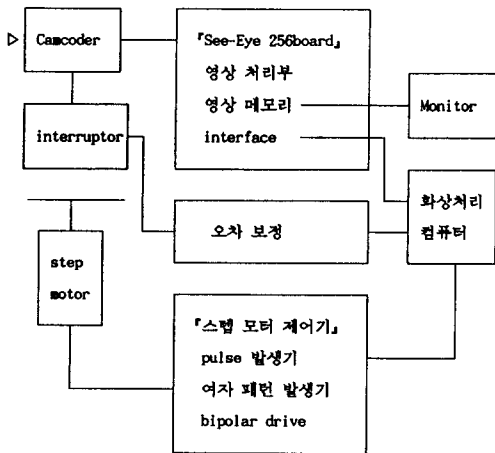 Camcoder
『See-Eye 256board』
영상 처리부
영상 메모리
interface
Monitor
interruptor
화상처리
컴퓨터
오차 보정
step
motor
『스텝 모터 제어기』
pulse 발생기
여자 패턴 발생기
bipolar drive